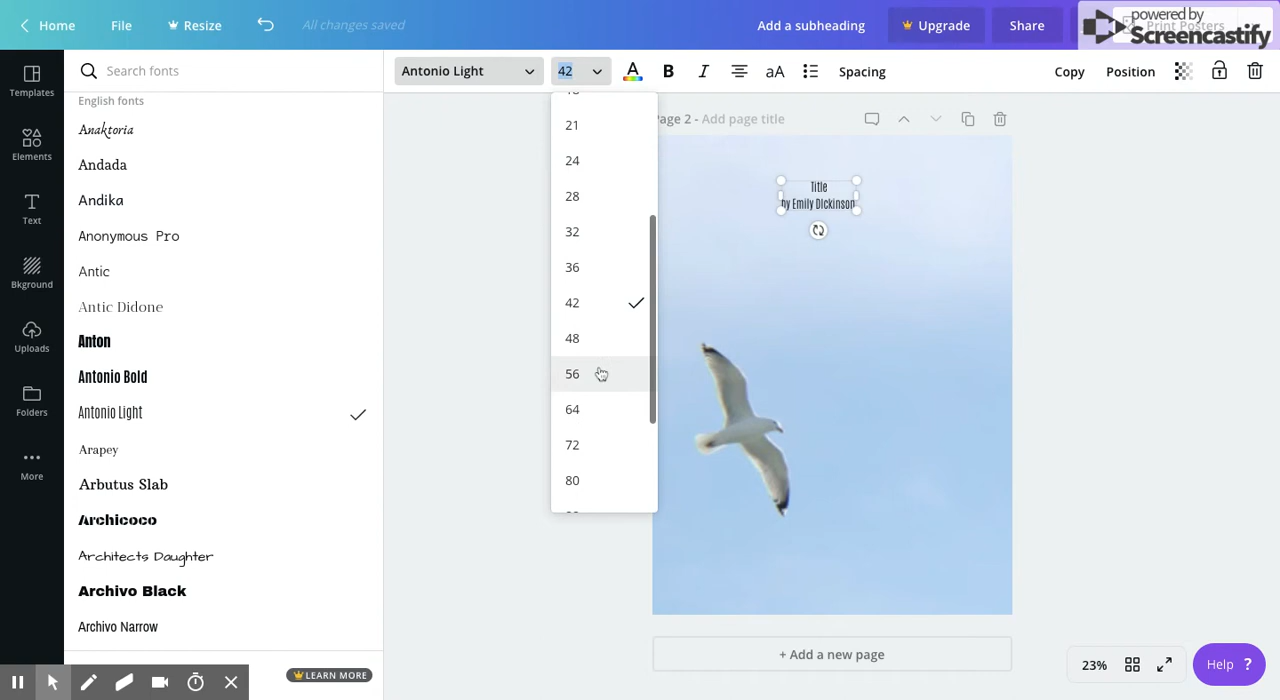 Home
File
Resize
All changes saved
Add a subheading
Upgrade
Share
Print Posters
powered by
Screencastify
Templates
Elements
Text
Bkground
Uploads
Folders
More
Search fonts
English fonts
Anaktoria
Andada
Andika
Anonymous Pro
Antic
Antic Didone
Anton
Antonio Bold
Antonio Light
Arapey
Arbutus Slab
Archicoco
Architects Daughter
Archivo Black
Archivo Narrow
LEARN MORE
Antonio Light
42
A
B
I
aA
Spacing
Copy
Position
21
24
28
32
36
42
48
56
64
72
80
Page 2 - Add page title
Title
by Emily Dickinson
+ Add a new page
23%
Help ?